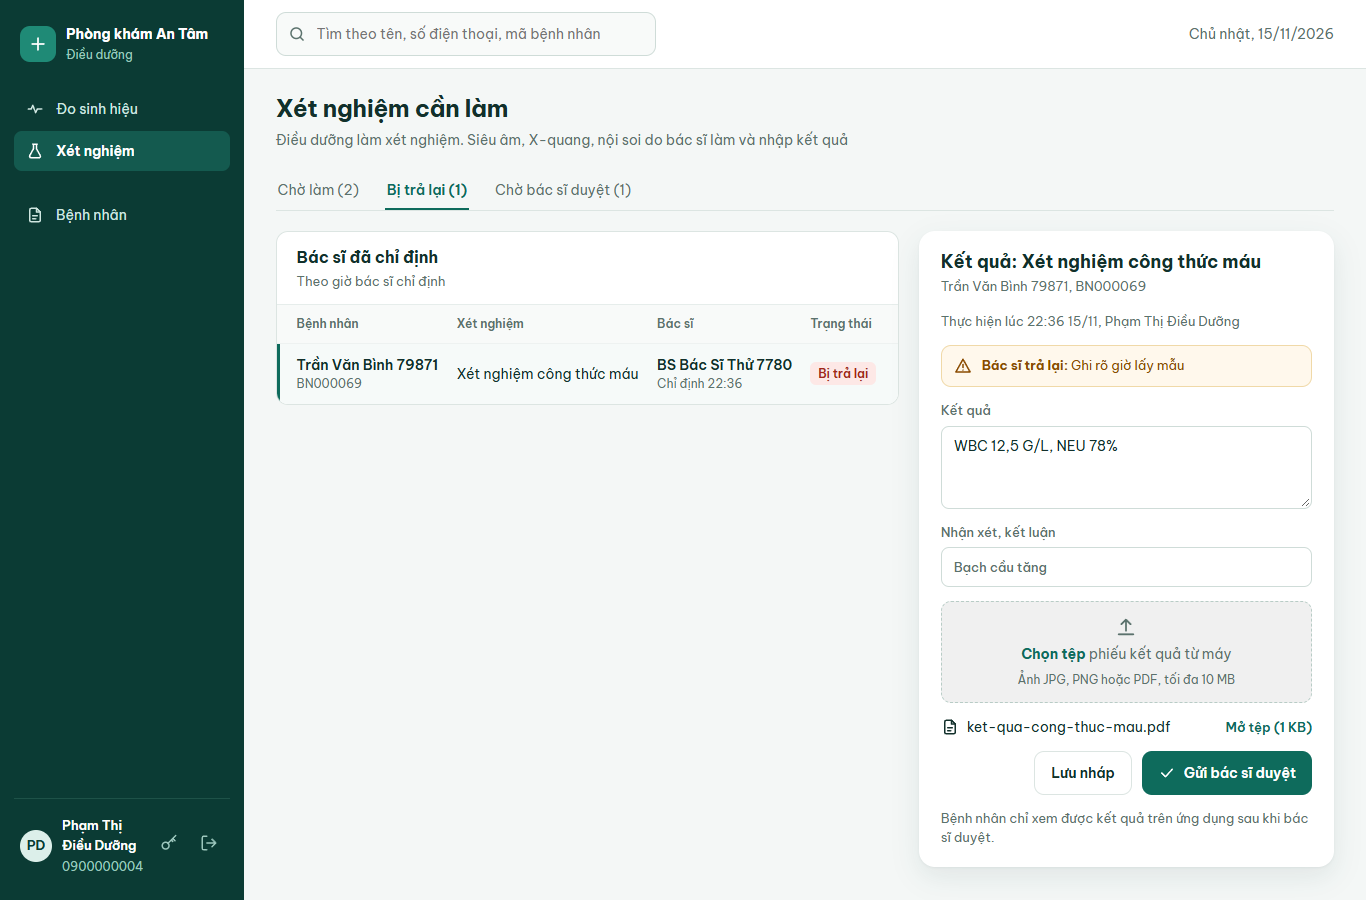 Phòng khám An Tâm
Điều dưỡng
Đo sinh hiệu
Xét nghiệm
Bệnh nhân
Phạm Thị
Điều Dưỡng
0900000004
PD
Tìm theo tên, số điện thoại, mã bệnh nhân
Chủ nhật, 15/11/2026
Xét nghiệm cần làm
Điều dưỡng làm xét nghiệm. Siêu âm, X-quang, nội soi do bác sĩ làm và nhập kết quả
Chờ làm (2)
Bị trả lại (1)
Chờ bác sĩ duyệt (1)
Bác sĩ đã chỉ định
Theo giờ bác sĩ chỉ định
Bệnh nhân
Xét nghiệm
Bác sĩ
Trạng thái
Trần Văn Bình 79871
BN000069
Xét nghiệm công thức máu
BS Bác Sĩ Thử 7780
Chỉ định 22:36
Bị trả lại
Kết quả: Xét nghiệm công thức máu
Trần Văn Bình 79871, BN000069
Thực hiện lúc 22:36 15/11, Phạm Thị Điều Dưỡng
Bác sĩ trả lại: Ghi rõ giờ lấy mẫu
Kết quả
WBC 12,5 G/L, NEU 78%
Nhận xét, kết luận
Bạch cầu tăng
Chọn tệp phiếu kết quả từ máy
Ảnh JPG, PNG hoặc PDF, tối đa 10 MB
ket-qua-cong-thuc-mau.pdf
Mở tệp (1 KB)
Lưu nháp
Gửi bác sĩ duyệt
Bệnh nhân chỉ xem được kết quả trên ứng dụng sau khi bác
sĩ duyệt.